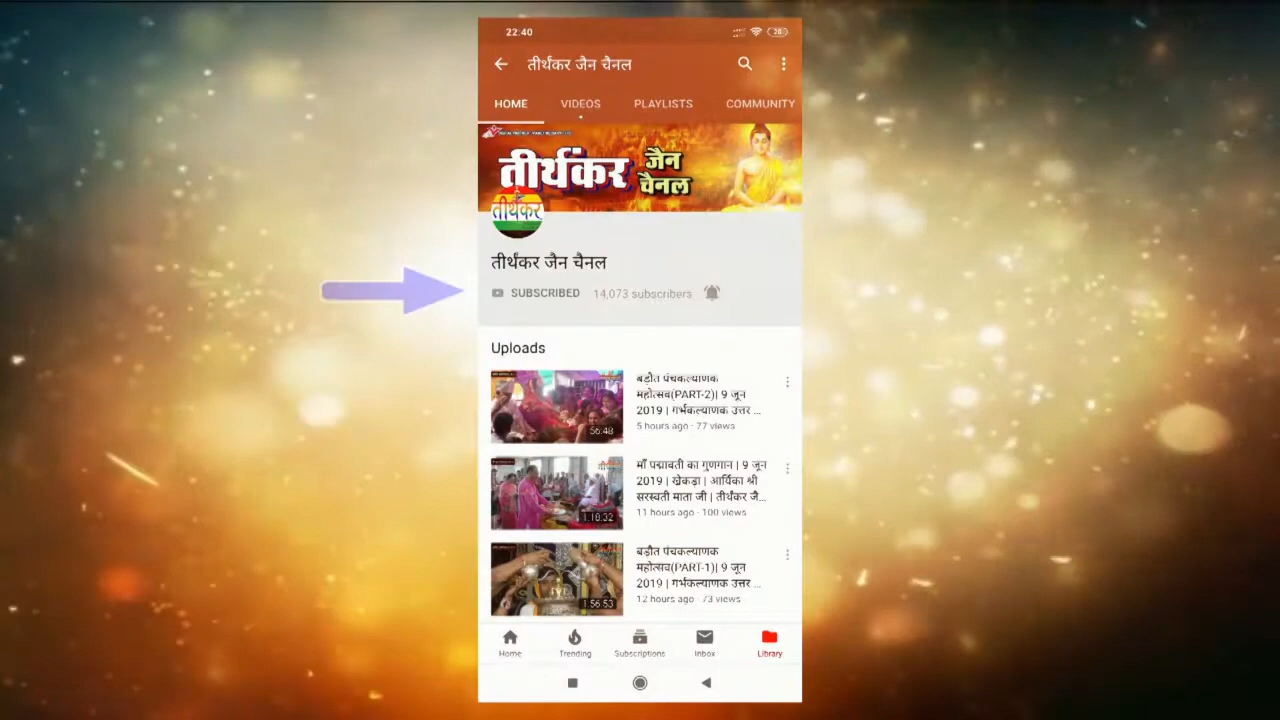 22:40
28
तीर्थंकर जैन चैनल
HOME VIDEOS PLAYLISTS COMMUNITY
तीर्थंकर जैन चैनल
तीर्थंकर
तीर्थंकर जैन चैनल
SUBSCRIBED 14,073 subscribers
Uploads
बड़ौत पंचकल्याणक
महोत्सव(PART-2)| 9 जून
2019 | गर्भकल्याणक उत्तर ...
5 hours ago · 77 views
56:48
माँ पद्मावती का गुणगान | 9 जून
2019 | खेकड़ा | आर्यिका श्री
सरस्वती माता जी | तीर्थंकर जै...
11 hours ago · 100 views
1:18:32
बड़ौत पंचकल्याणक
महोत्सव(PART-1)| 9 जून
2019 | गर्भकल्याणक उत्तर ...
12 hours ago · 73 views
1:56:53
Home Trending Subscriptions Inbox Library